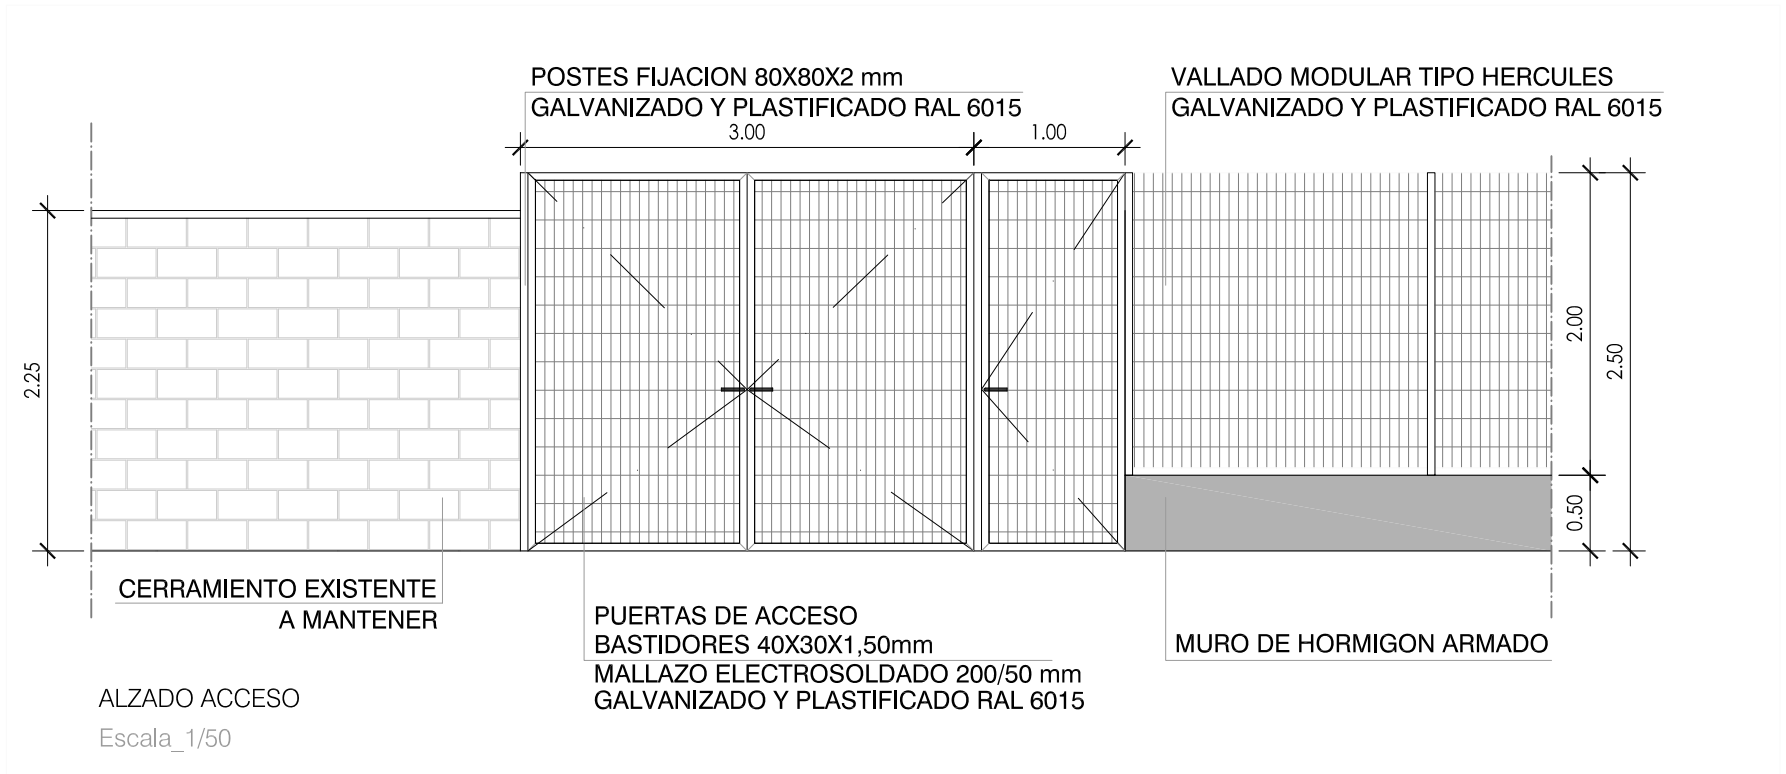 POSTES FIJACION 80X80X2 mm
GALVANIZADO Y PLASTIFICADO RAL 6015
VALLADO MODULAR TIPO HERCULES
GALVANIZADO Y PLASTIFICADO RAL 6015
3.00
1.00
2.25
2.00
2.50
0.50
CERRAMIENTO EXISTENTE
A MANTENER
PUERTAS DE ACCESO
BASTIDORES 40X30X1,50mm
MALLAZO ELECTROSOLDADO 200/50 mm
GALVANIZADO Y PLASTIFICADO RAL 6015
MURO DE HORMIGON ARMADO
ALZADO ACCESO
Escala_1/50